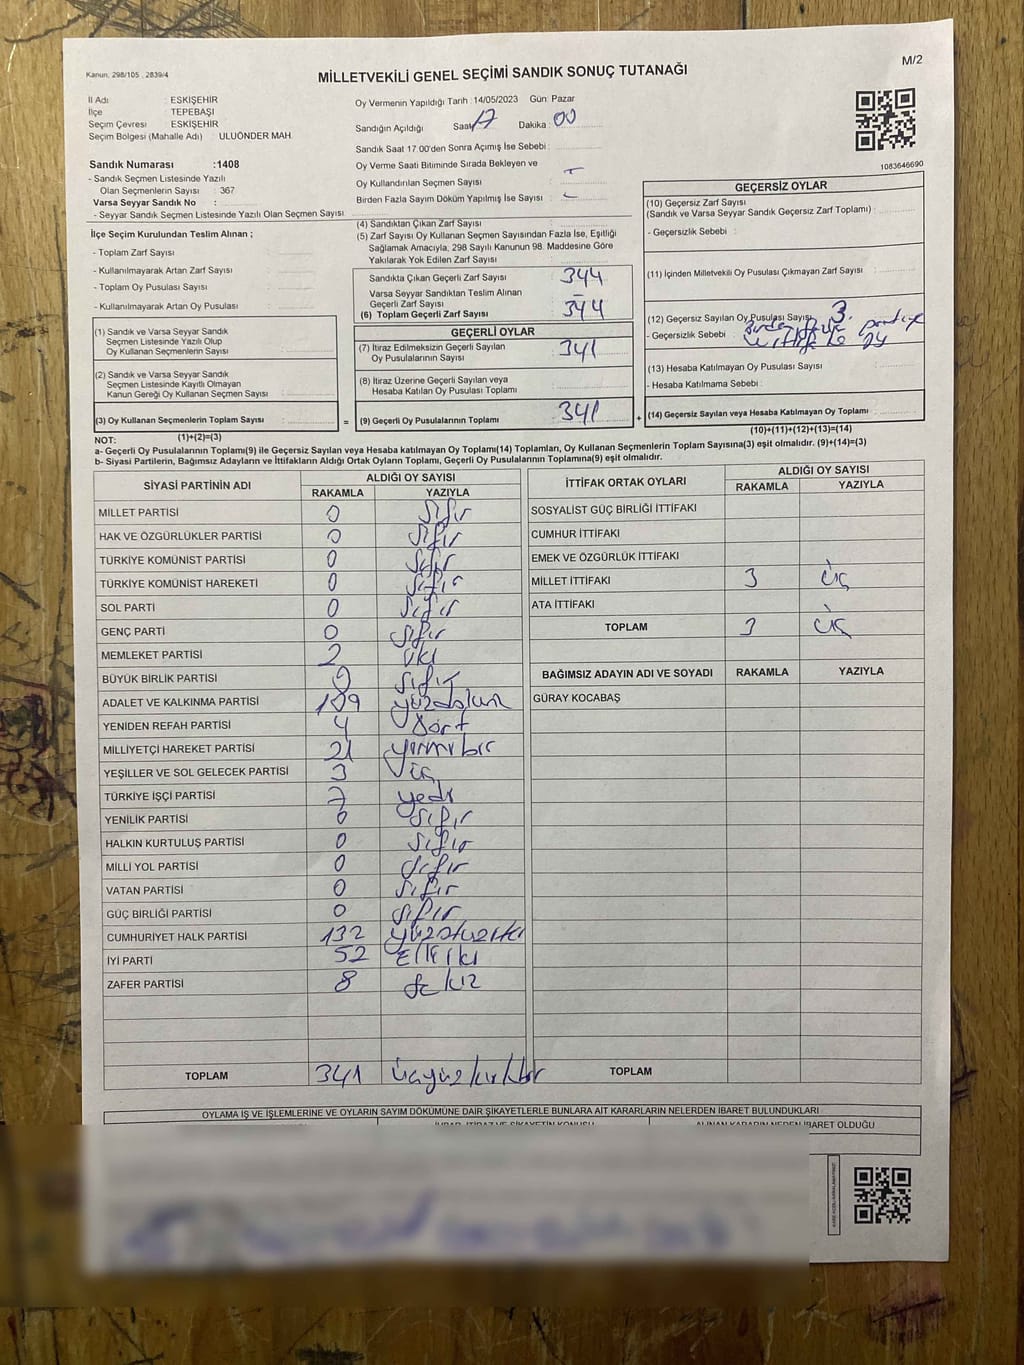 Kanun, 298/105 , 2839/4
MİLLETVEKİLİ GENEL SEÇİMİ SANDIK SONUÇ TUTANAĞI
M/2
İl Adı : ESKİŞEHİR
İlçe : TEPEBAŞI
Seçim Çevresi : ESKİŞEHİR
Seçim Bölgesi (Mahalle Adı) : ULUÖNDER MAH.
Sandık Numarası :1408
- Sandık Seçmen Listesinde Yazılı
Olan Seçmenlerin Sayısı : 367
Varsa Seyyar Sandık No :
- Seyyar Sandık Seçmen Listesinde Yazılı Olan Seçmen Sayısı
Oy Vermenin Yapıldığı Tarih : 14/05/2023 Gün: Pazar
Sandığın Açıldığı Saat 17 Dakika : 00
Sandık Saat 17.00'den Sonra Açımış İse Sebebi :
Oy Verme Saati Bitiminde Sırada Bekleyen ve
Oy Kullandırılan Seçmen Sayısı : -
Birden Fazla Sayım Döküm Yapılmış İse Sayısı : -
1083646690
İlçe Seçim Kurulundan Teslim Alınan ;
- Toplam Zarf Sayısı :
- Kullanılmayarak Artan Zarf Sayısı :
- Toplam Oy Pusulası Sayısı :
- Kullanılmayarak Artan Oy Pusulası :
(4) Sandıktan Çıkan Zarf Sayısı :
(5) Zarf Sayısı Oy Kullanan Seçmen Sayısından Fazla İse, Eşitliği
Sağlamak Amacıyla, 298 Sayılı Kanunun 98. Maddesine Göre
Yakılarak Yok Edilen Zarf Sayısı :
Sandıkta Çıkan Geçerli Zarf Sayısı : 344
Varsa Seyyar Sandıktan Teslim Alınan
Geçerli Zarf Sayısı : -
(6) Toplam Geçerli Zarf Sayısı : 344
GEÇERSİZ OYLAR
(10) Geçersiz Zarf Sayısı
(Sandık ve Varsa Seyyar Sandık Geçersiz Zarf Toplamı) :
- Geçersizlik Sebebi :
(11) İçinden Milletvekili Oy Pusulası Çıkmayan Zarf Sayısı :
(12) Geçersiz Sayılan Oy Pusulası Sayısı 3.
- Geçersizlik Sebebi Birden
(13) Hesaba Katılmayan Oy Pusulası Sayısı :
- Hesaba Katılmama Sebebi :
(14) Geçersiz Sayılan veya Hesaba Katılmayan Oy Toplamı :
(10)+(11)+(12)+(13)=(14)
(1) Sandık ve Varsa Seyyar Sandık
Seçmen Listesinde Yazılı Olup
Oy Kullanan Seçmenlerin Sayısı :
(2) Sandık ve Varsa Seyyar Sandık
Seçmen Listesinde Kayıtlı Olmayan
Kanun Gereği Oy Kullanan Seçmen Sayısı :
(3) Oy Kullanan Seçmenlerin Toplam Sayısı : =
(1)+(2)=(3)
GEÇERLİ OYLAR
(7) İtiraz Edilmeksizin Geçerli Sayılan
Oy Pusulalarının Sayısı : 341
(8) İtiraz Üzerine Geçerli Sayılan veya
Hesaba Katılan Oy Pusulası Toplamı :
(9) Geçerli Oy Pusulalarının Toplamı : 341 +
NOT:
a- Geçerli Oy Pusulalarının Toplam(9) ile Geçersiz Sayılan veya Hesaba katılmayan Oy Toplam(14) Toplamları, Oy Kullanan Seçmenlerin Toplam Sayısına(3) eşit olmalıdır. (9)+(14)=(3)
b- Siyasi Partilerin, Bağımsız Adayların ve İttifakların Aldığı Ortak Oyların Toplamı, Geçerli Oy Pusulalarının Toplamına(9) eşit olmalıdır.
SİYASİ PARTİNİN ADI ALDIĞI OY SAYISI
RAKAMLA YAZIYLA
MİLLET PARTİSİ 0 sıfır
HAK VE ÖZGÜRLÜKLER PARTİSİ 0 sıfır
TÜRKİYE KOMÜNİST PARTİSİ 0 sıfır
TÜRKİYE KOMÜNİST HAREKETİ 0 sıfır
SOL PARTİ 0 sıfır
GENÇ PARTİ 0 sıfır
MEMLEKET PARTİSİ 2 iki
BÜYÜK BİRLİK PARTİSİ 0 sıfır
ADALET VE KALKINMA PARTİSİ 109 yüzdokuz
YENİDEN REFAH PARTİSİ 4 Dört
MİLLİYETÇİ HAREKET PARTİSİ 21 yirmibir
YEŞİLLER VE SOL GELECEK PARTİSİ 3 üç
TÜRKİYE İŞÇİ PARTİSİ 7 yedi
YENİLİK PARTİSİ 0 sıfır
HALKIN KURTULUŞ PARTİSİ 0 sıfır
MİLLİ YOL PARTİSİ 0 sıfır
VATAN PARTİSİ 0 sıfır
GÜÇ BİRLİĞİ PARTİSİ 0 sıfır
CUMHURİYET HALK PARTİSİ 132 yüzotuziki
İYİ PARTİ 52 Elliiki
ZAFER PARTİSİ 8 sekiz
TOPLAM 341 üçyüzkırkbir
İTTİFAK ORTAK OYLARI ALDIĞI OY SAYISI
RAKAMLA YAZIYLA
SOSYALİST GÜÇ BİRLİĞİ İTTİFAKI
CUMHUR İTTİFAKI
EMEK VE ÖZGÜRLÜK İTTİFAKI
MİLLET İTTİFAKI 3 üç
ATA İTTİFAKI
TOPLAM 3 üç
BAĞIMSIZ ADAYIN ADI VE SOYADI RAKAMLA YAZIYLA
GÜRAY KOCABAŞ
TOPLAM
OYLAMA İŞ VE İŞLEMLERİNE VE OYLARIN SAYIM DÖKÜMÜNE DAİR ŞİKAYETLERLE BUNLARA AİT KARARLARIN NELERDEN İBARET BULUNDUKLARI